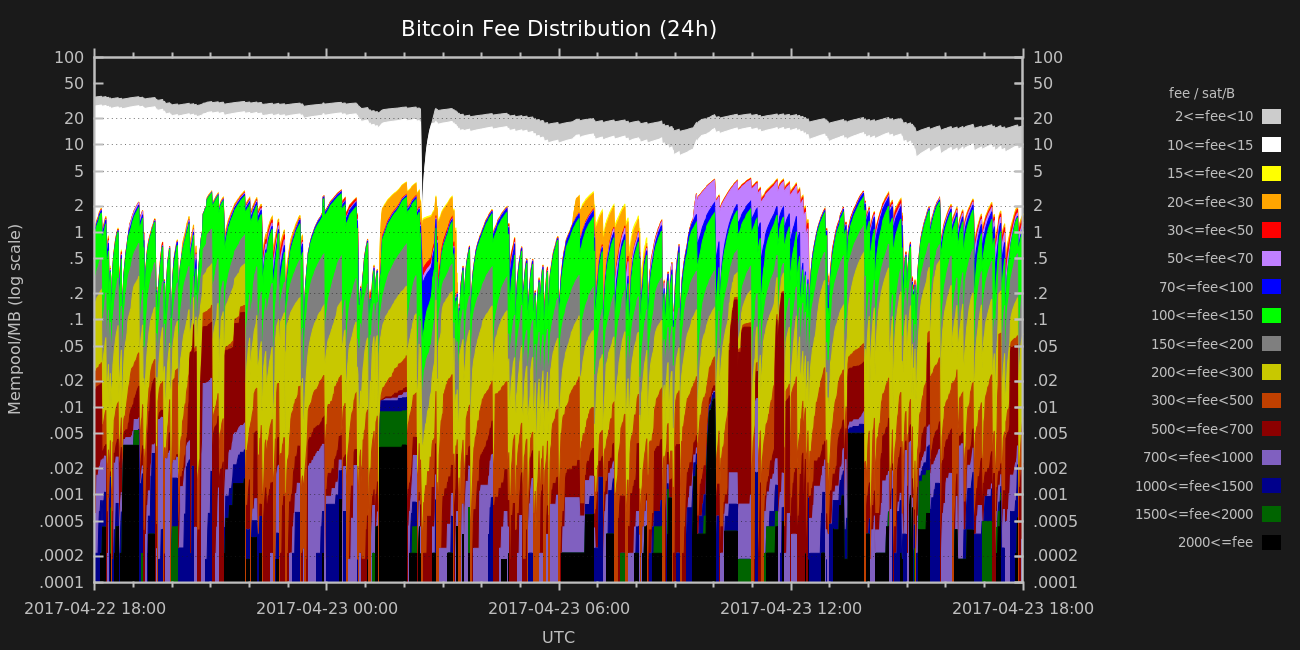 Bitcoin Fee Distribution (24h)
Mempool/MB (log scale)
100
50
20
10
5
2
1
.5
.2
.1
.05
.02
.01
.005
.002
.001
.0005
.0002
.0001
100
50
20
10
5
2
1
.5
.2
.1
.05
.02
.01
.005
.002
.001
.0005
.0002
.0001
2017-04-22 18:00 2017-04-23 00:00 2017-04-23 06:00 2017-04-23 12:00 2017-04-23 18:00
UTC
fee / sat/B
2<=fee<10
10<=fee<15
15<=fee<20
20<=fee<30
30<=fee<50
50<=fee<70
70<=fee<100
100<=fee<150
150<=fee<200
200<=fee<300
300<=fee<500
500<=fee<700
700<=fee<1000
1000<=fee<1500
1500<=fee<2000
2000<=fee